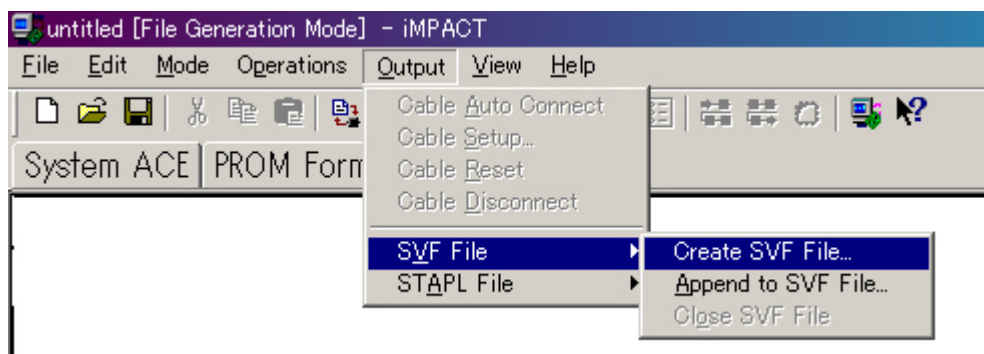 untitled [File Generation Mode] - iMPACT
File Edit Mode Operations Output View Help
Cable Auto Connect
Cable Setup...
Cable Reset
Cable Disconnect
System ACE PROM Form
SVF File
STAPL File
Create SVF File...
Append to SVF File...
Close SVF File